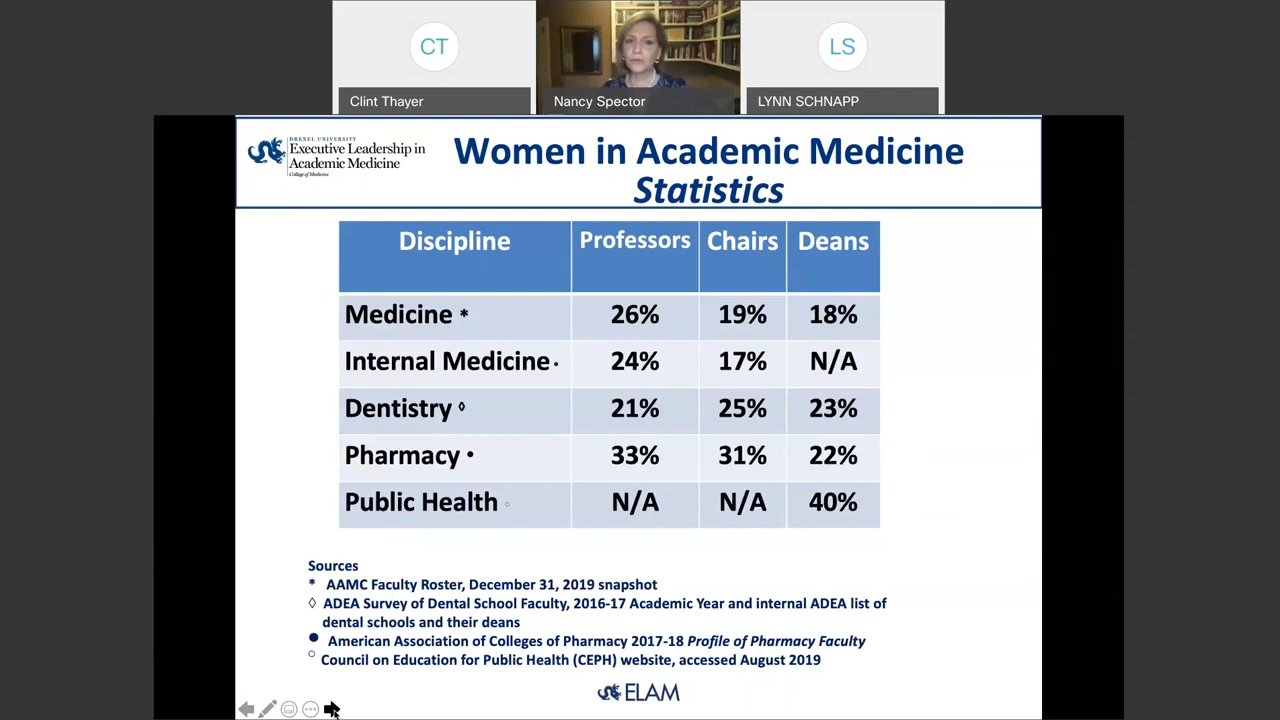 CT
LS
Clint Thayer
Nancy Spector
LYNN SCHNAPP
DREXEL UNIVERSITY
Executive Leadership in
Academic Medicine
College of Medicine
Women in Academic Medicine
Statistics
Discipline Professors Chairs Deans
Medicine * 26% 19% 18%
Internal Medicine • 24% 17% N/A
Dentistry ◊ 21% 25% 23%
Pharmacy • 33% 31% 22%
Public Health ○ N/A N/A 40%
Sources
* AAMC Faculty Roster, December 31, 2019 snapshot
◊ ADEA Survey of Dental School Faculty, 2016-17 Academic Year and internal ADEA list of
dental schools and their deans
● American Association of Colleges of Pharmacy 2017-18 Profile of Pharmacy Faculty
○ Council on Education for Public Health (CEPH) website, accessed August 2019
ELAM